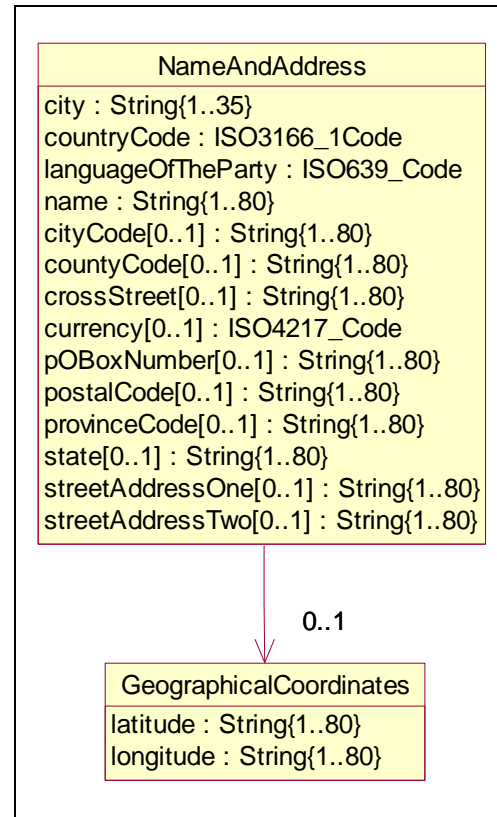 NameAndAddress
city : String{1..35}
countryCode : ISO3166_1Code
languageOfTheParty : ISO639_Code
name : String{1..80}
cityCode[0..1] : String{1..80}
countyCode[0..1] : String{1..80}
crossStreet[0..1] : String{1..80}
currency[0..1] : ISO4217_Code
pOBoxNumber[0..1] : String{1..80}
postalCode[0..1] : String{1..80}
provinceCode[0..1] : String{1..80}
state[0..1] : String{1..80}
streetAddressOne[0..1] : String{1..80}
streetAddressTwo[0..1] : String{1..80}
0..1
GeographicalCoordinates
latitude : String{1..80}
longitude : String{1..80}